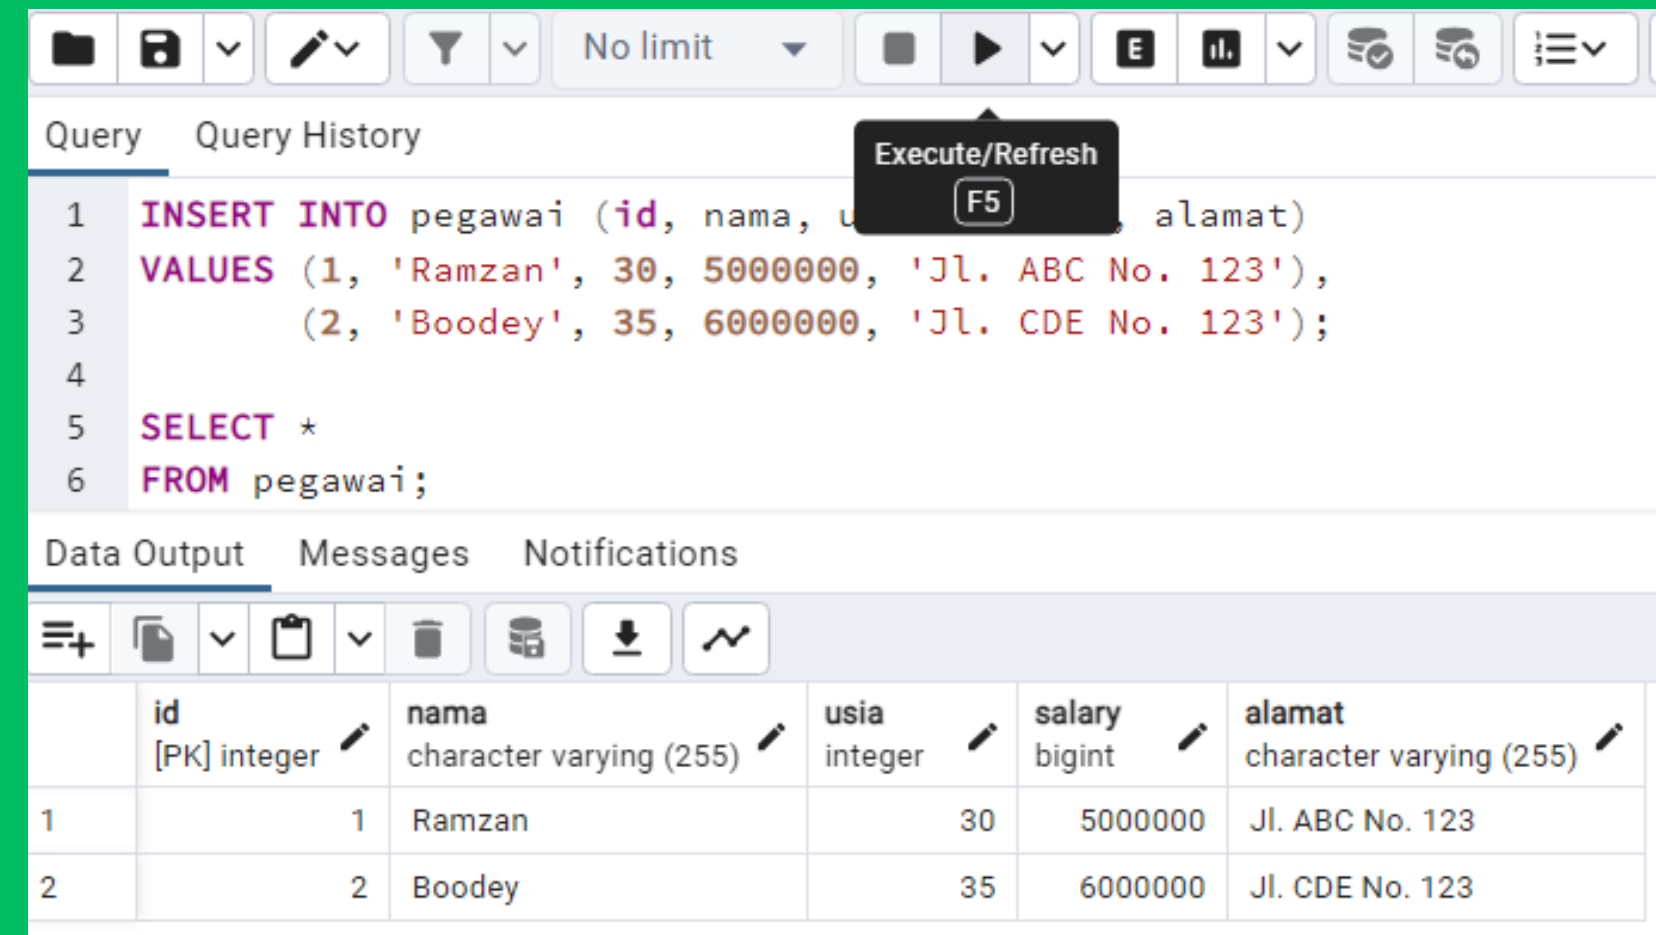 No limit
E
Query Query History
Execute/Refresh
F5
1 INSERT INTO pegawai (id, nama, u , alamat)
2 VALUES (1, 'Ramzan', 30, 5000000, 'Jl. ABC No. 123'),
3 (2, 'Boodey', 35, 6000000, 'Jl. CDE No. 123');
4
5 SELECT *
6 FROM pegawai;
Data Output Messages Notifications
id nama usia salary alamat
[PK] integer character varying (255) integer bigint character varying (255)
1 1 Ramzan 30 5000000 Jl. ABC No. 123
2 2 Boodey 35 6000000 Jl. CDE No. 123